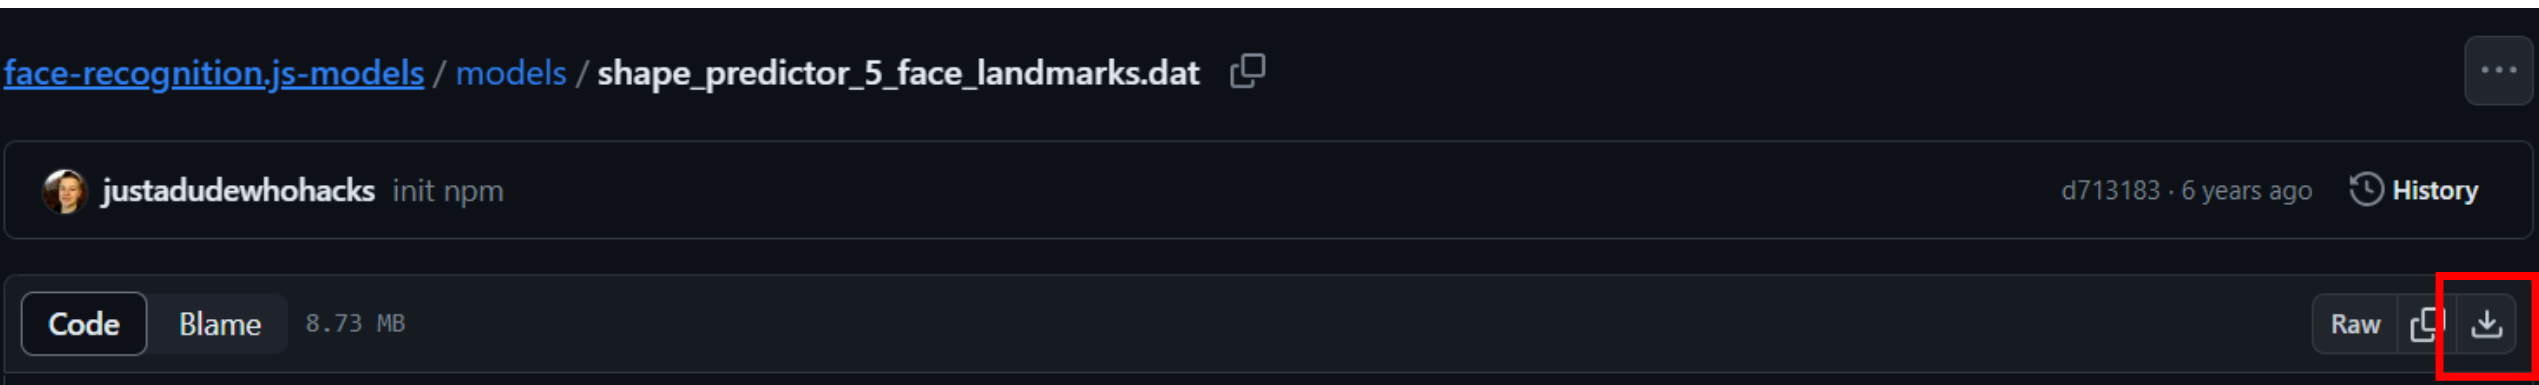 face-recognition.js-models / models / shape_predictor_5_face_landmarks.dat
justadudewhohacks init npm d713183 · 6 years ago History
Code Blame 8.73 MB Raw